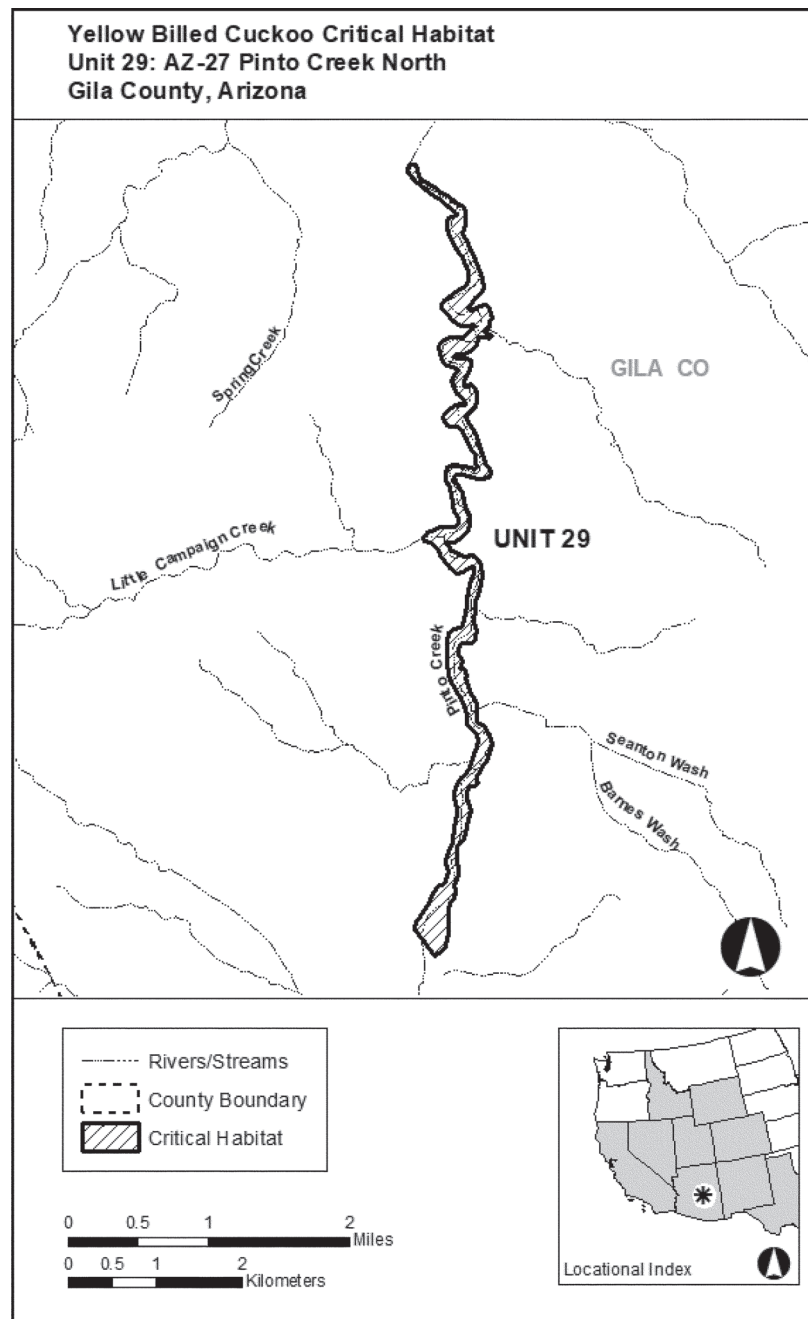 Yellow Billed Cuckoo Critical Habitat
Unit 29: AZ-27 Pinto Creek North
Gila County, Arizona
SpringCreek
GILA CO
Little Campaign Creek
UNIT 29
Pinto Creek
Seanton Wash
Barnes Wash
Rivers/Streams
County Boundary
Critical Habitat
0 0.5 1 2
Miles
0 0.5 1 2
Kilometers
Locational Index